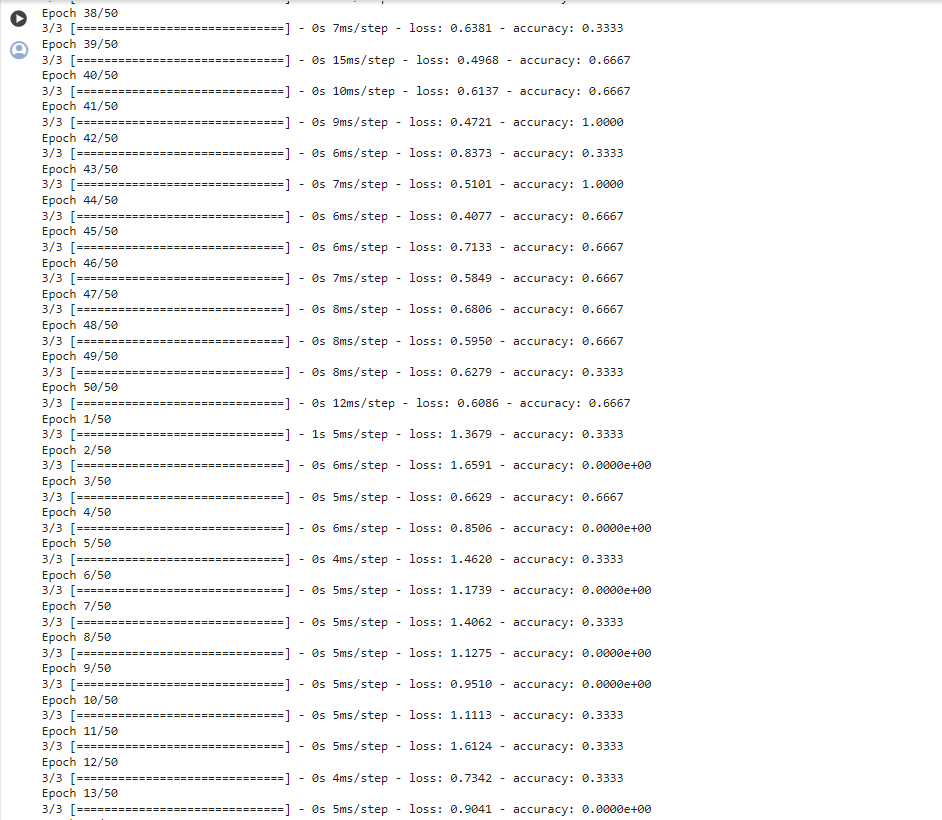 Epoch 38/50
3/3 [==============================] - 0s 7ms/step - loss: 0.6381 - accuracy: 0.3333
Epoch 39/50
3/3 [==============================] - 0s 15ms/step - loss: 0.4968 - accuracy: 0.6667
Epoch 40/50
3/3 [==============================] - 0s 10ms/step - loss: 0.6137 - accuracy: 0.6667
Epoch 41/50
3/3 [==============================] - 0s 9ms/step - loss: 0.4721 - accuracy: 1.0000
Epoch 42/50
3/3 [==============================] - 0s 6ms/step - loss: 0.8373 - accuracy: 0.3333
Epoch 43/50
3/3 [==============================] - 0s 7ms/step - loss: 0.5101 - accuracy: 1.0000
Epoch 44/50
3/3 [==============================] - 0s 6ms/step - loss: 0.4077 - accuracy: 0.6667
Epoch 45/50
3/3 [==============================] - 0s 6ms/step - loss: 0.7133 - accuracy: 0.6667
Epoch 46/50
3/3 [==============================] - 0s 7ms/step - loss: 0.5849 - accuracy: 0.6667
Epoch 47/50
3/3 [==============================] - 0s 8ms/step - loss: 0.6806 - accuracy: 0.6667
Epoch 48/50
3/3 [==============================] - 0s 8ms/step - loss: 0.5950 - accuracy: 0.6667
Epoch 49/50
3/3 [==============================] - 0s 8ms/step - loss: 0.6279 - accuracy: 0.3333
Epoch 50/50
3/3 [==============================] - 0s 12ms/step - loss: 0.6086 - accuracy: 0.6667
Epoch 1/50
3/3 [==============================] - 1s 5ms/step - loss: 1.3679 - accuracy: 0.3333
Epoch 2/50
3/3 [==============================] - 0s 6ms/step - loss: 1.6591 - accuracy: 0.0000e+00
Epoch 3/50
3/3 [==============================] - 0s 5ms/step - loss: 0.6629 - accuracy: 0.6667
Epoch 4/50
3/3 [==============================] - 0s 6ms/step - loss: 0.8506 - accuracy: 0.0000e+00
Epoch 5/50
3/3 [==============================] - 0s 4ms/step - loss: 1.4620 - accuracy: 0.3333
Epoch 6/50
3/3 [==============================] - 0s 5ms/step - loss: 1.1739 - accuracy: 0.0000e+00
Epoch 7/50
3/3 [==============================] - 0s 5ms/step - loss: 1.4062 - accuracy: 0.3333
Epoch 8/50
3/3 [==============================] - 0s 5ms/step - loss: 1.1275 - accuracy: 0.0000e+00
Epoch 9/50
3/3 [==============================] - 0s 5ms/step - loss: 0.9510 - accuracy: 0.0000e+00
Epoch 10/50
3/3 [==============================] - 0s 5ms/step - loss: 1.1113 - accuracy: 0.3333
Epoch 11/50
3/3 [==============================] - 0s 5ms/step - loss: 1.6124 - accuracy: 0.3333
Epoch 12/50
3/3 [==============================] - 0s 4ms/step - loss: 0.7342 - accuracy: 0.3333
Epoch 13/50
3/3 [==============================] - 0s 5ms/step - loss: 0.9041 - accuracy: 0.0000e+00